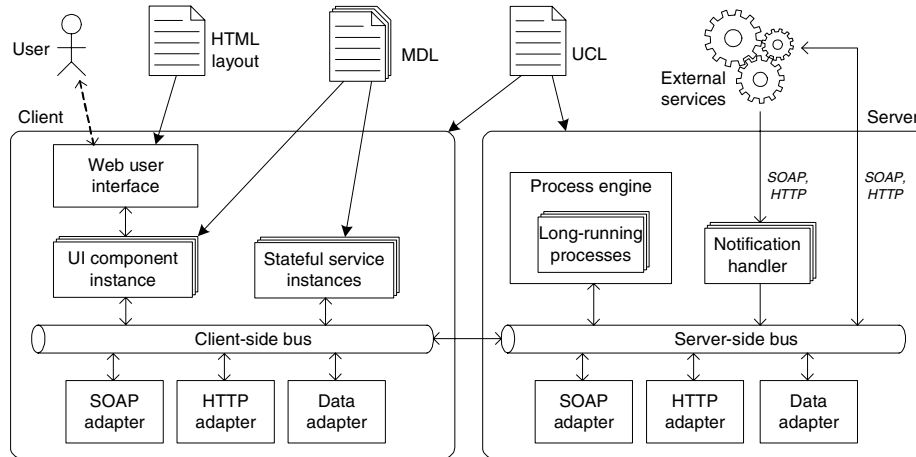 User
HTML
layout
MDL
UCL
External
services
Client
Server
Web user
interface
SOAP,
HTTP
SOAP,
HTTP
Process engine
Long-running
processes
UI component
instance
Stateful service
instances
Notification
handler
Client-side bus
Server-side bus
SOAP
adapter
HTTP
adapter
Data
adapter
SOAP
adapter
HTTP
adapter
Data
adapter